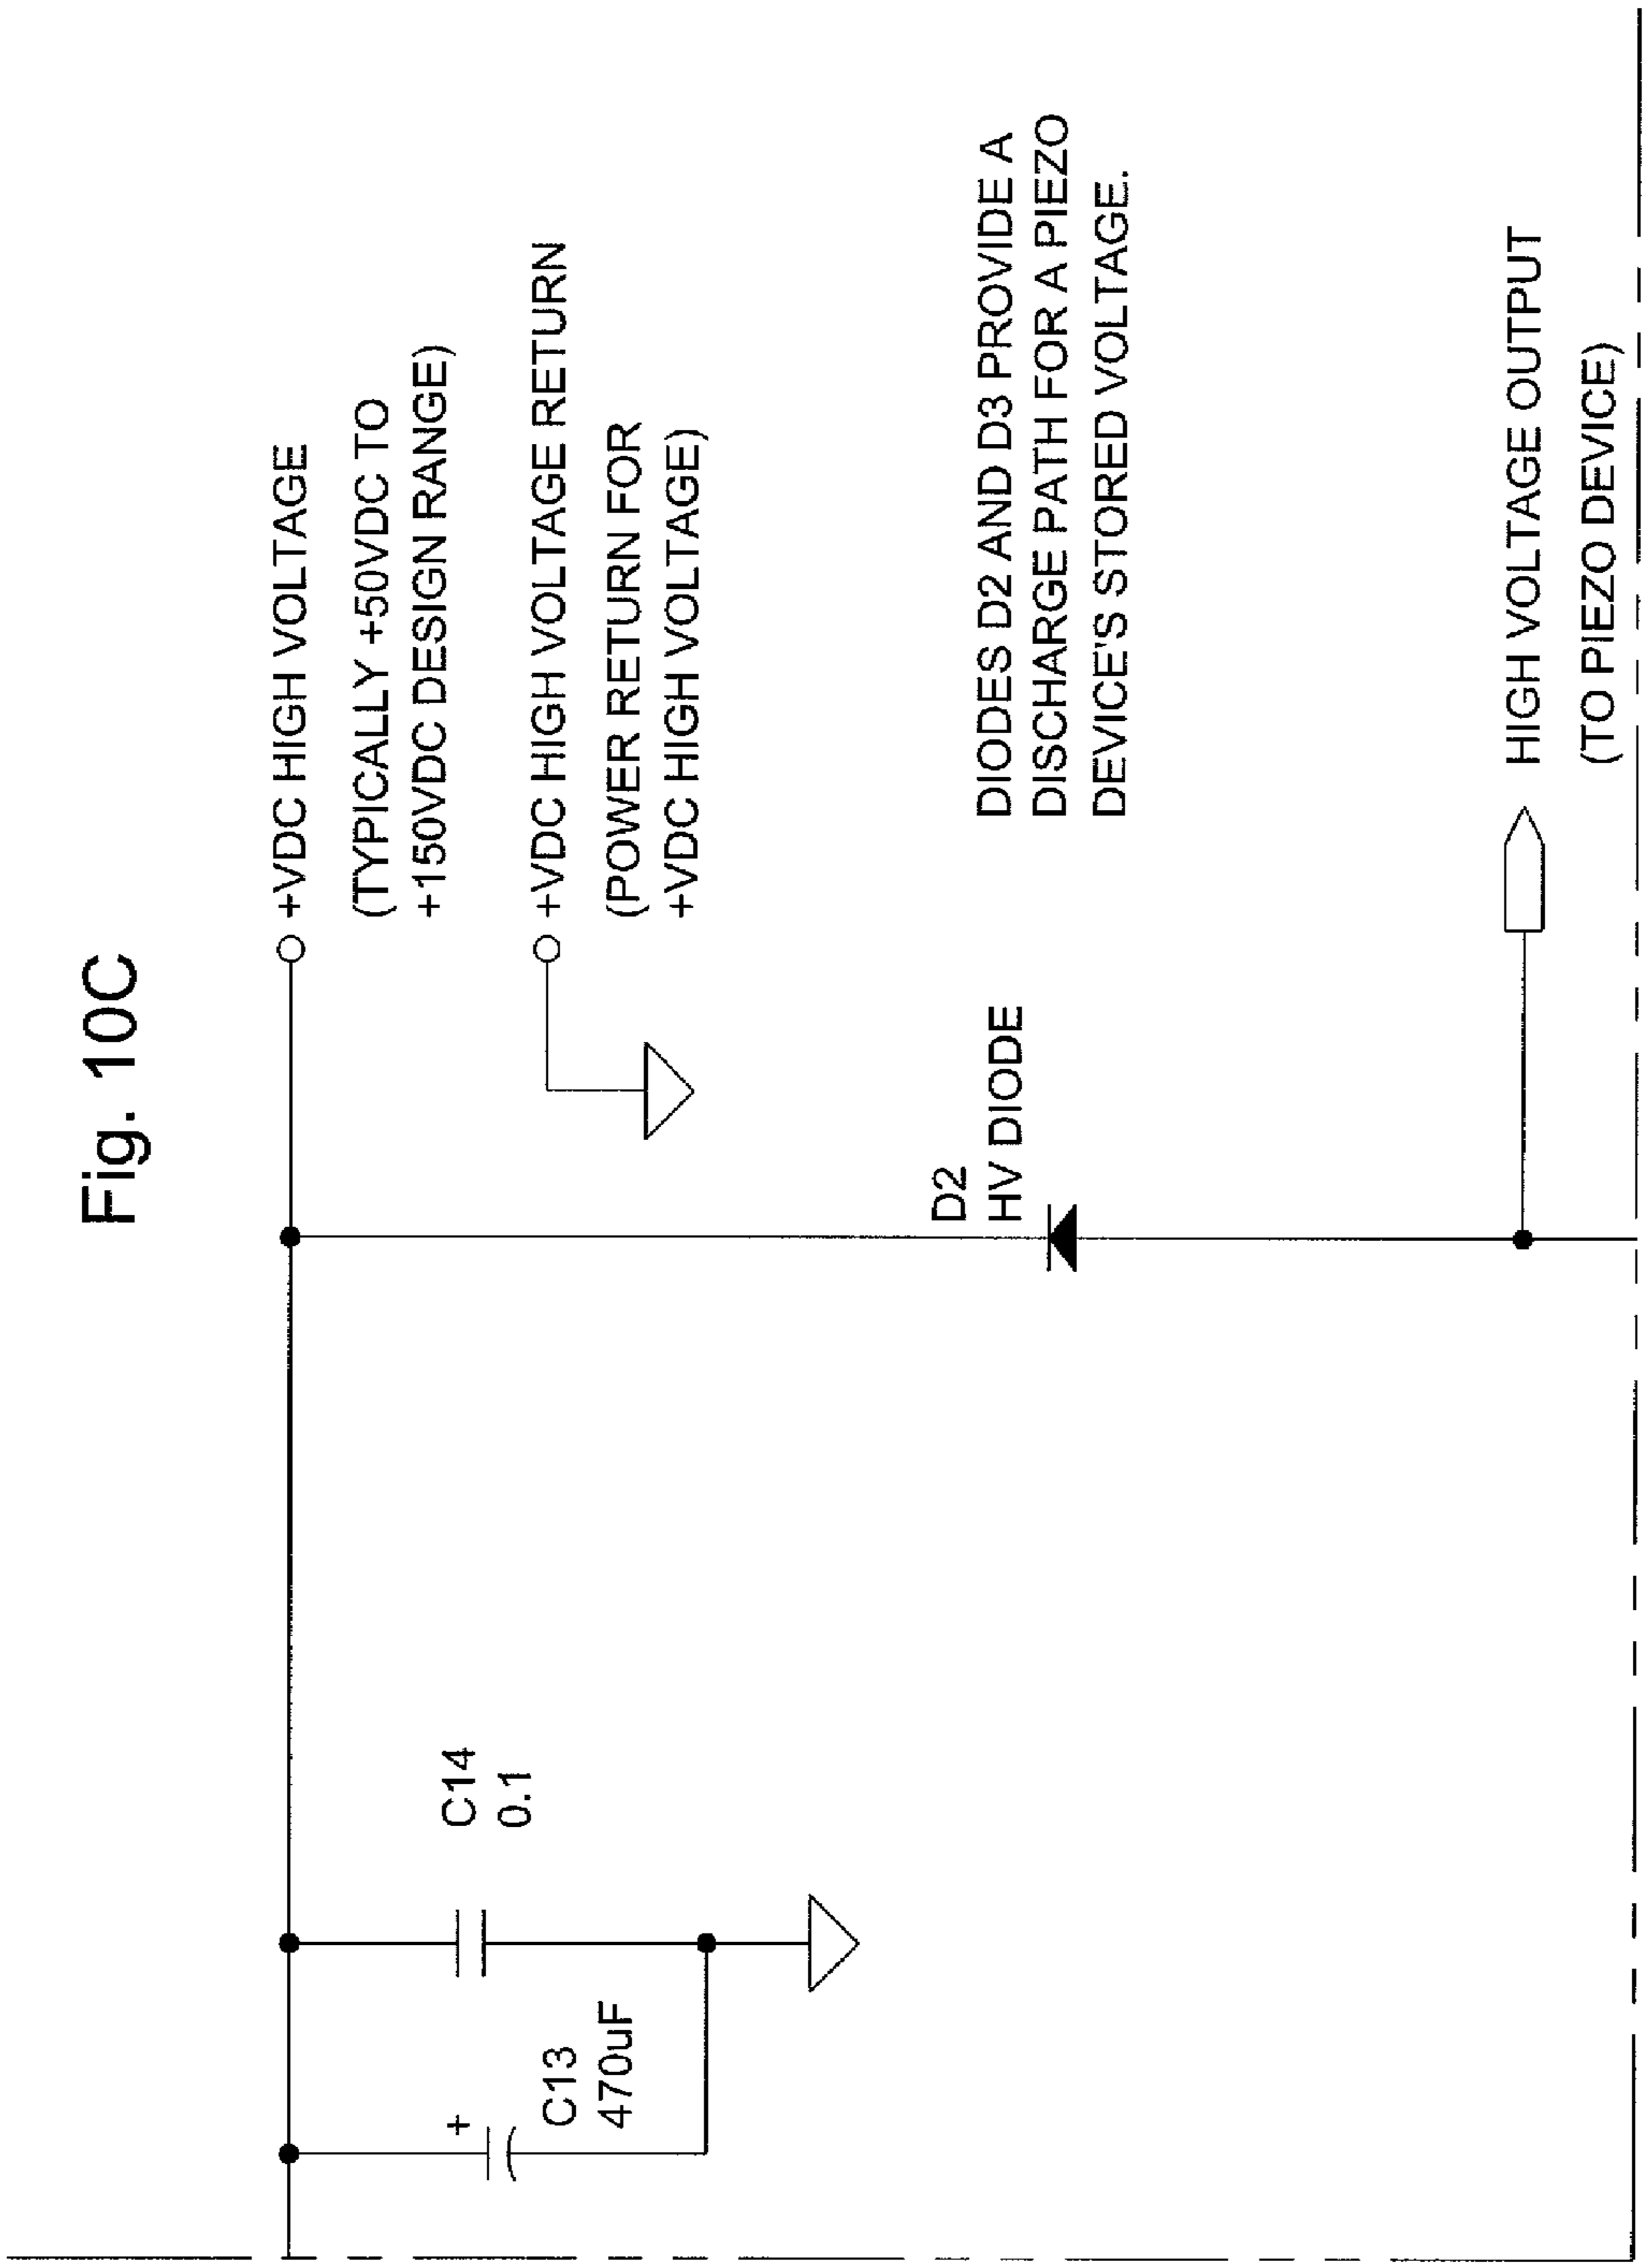 Fig. 10C
+VDC HIGH VOLTAGE
(TYPICALLY +50VDC TO
+150VDC DESIGN RANGE)
+VDC HIGH VOLTAGE RETURN
(POWER RETURN FOR
+VDC HIGH VOLTAGE)
C14
0.1
+
C13
470uF
D2
HV DIODE
DIODES D2 AND D3 PROVIDE A
DISCHARGE PATH FOR A PIEZO
DEVICE'S STORED VOLTAGE.
HIGH VOLTAGE OUTPUT
(TO PIEZO DEVICE)